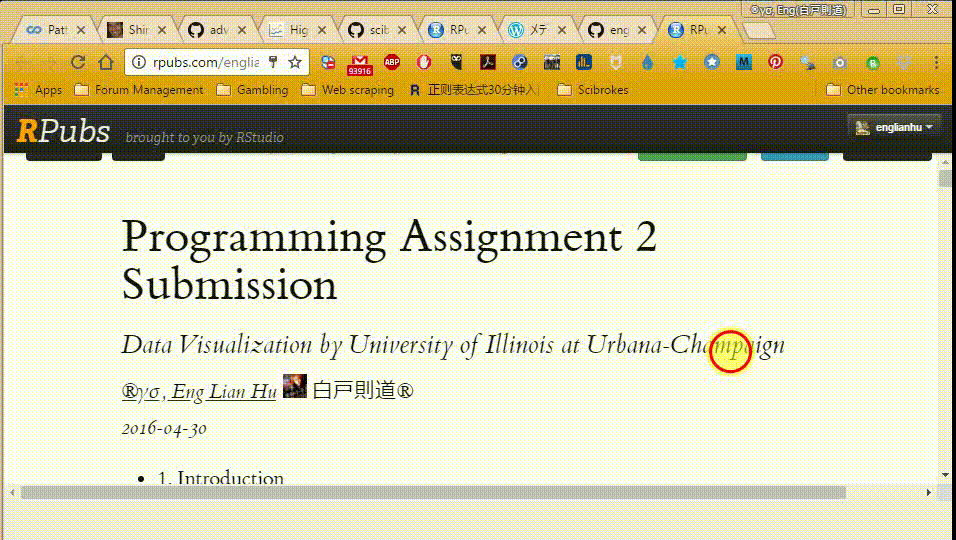 ®γσ, Eng(白戸則道)
Patt
Shir
adv
Hig
scib
RPu
メテ
eng
RPu
rpubs.com/englia
93916
ABP
Apps
Forum Management
Gambling
Web scraping
R 正则表达式30分钟入
Scibrokes
Other bookmarks
RPubs brought to you by RStudio
englianhu
Programming Assignment 2
Submission
Data Visualization by University of Illinois at Urbana-Champaign
®γσ, Eng Lian Hu 白戸則道®
2016-04-30
1. Introduction